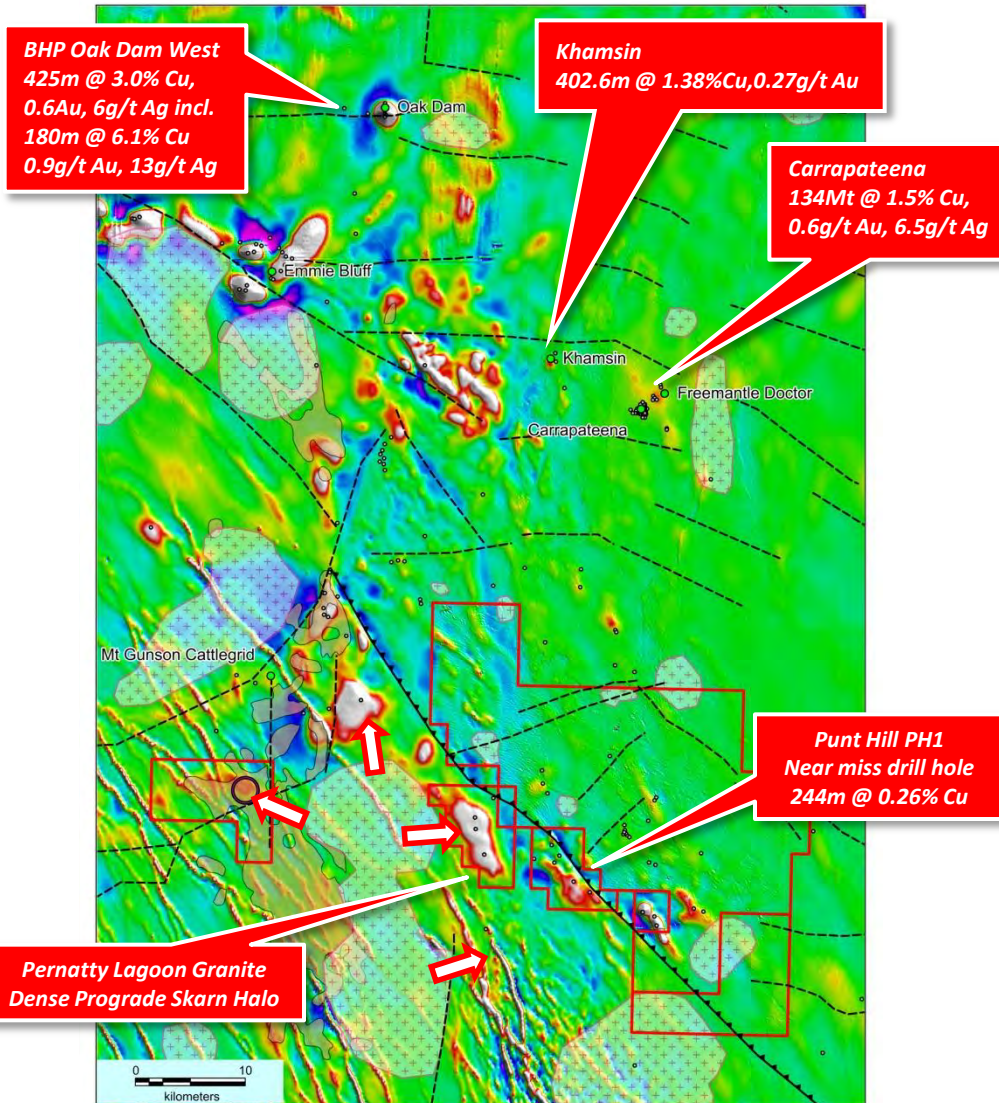 BHP Oak Dam West
425m @ 3.0% Cu,
0.6Au, 6g/t Ag incl.
180m @ 6.1% Cu
0.9g/t Au, 13g/t Ag
Khamsin
402.6m @ 1.38%Cu,0.27g/t Au
Carrapateena
134Mt @ 1.5% Cu,
0.6g/t Au, 6.5g/t Ag
Oak Dam
Emmie Bluff
Khamsin
Freemantle Doctor
Carrapateena
Mt Gunson Cattlegrid
Punt Hill PH1
Near miss drill hole
244m @ 0.26% Cu
Pernatty Lagoon Granite
Dense Prograde Skarn Halo
0 10
kilometers